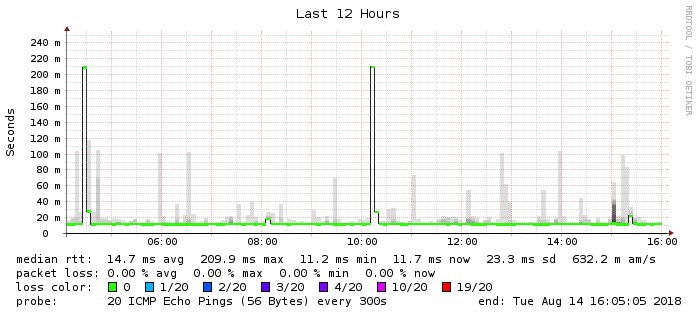 Last 12 Hours
RRDTOOL / TOBI OETIKER
Seconds
240 m
220 m
200 m
180 m
160 m
140 m
120 m
100 m
80 m
60 m
40 m
20 m
0
06:00 08:00 10:00 12:00 14:00 16:00
median rtt: 14.7 ms avg 209.9 ms max 11.2 ms min 11.7 ms now 23.3 ms sd 632.2 m am/s
packet loss: 0.00 % avg 0.00 % max 0.00 % min 0.00 % now
loss color: 0 1/20 2/20 3/20 4/20 10/20 19/20
probe: 20 ICMP Echo Pings (56 Bytes) every 300s end: Tue Aug 14 16:05:05 2018